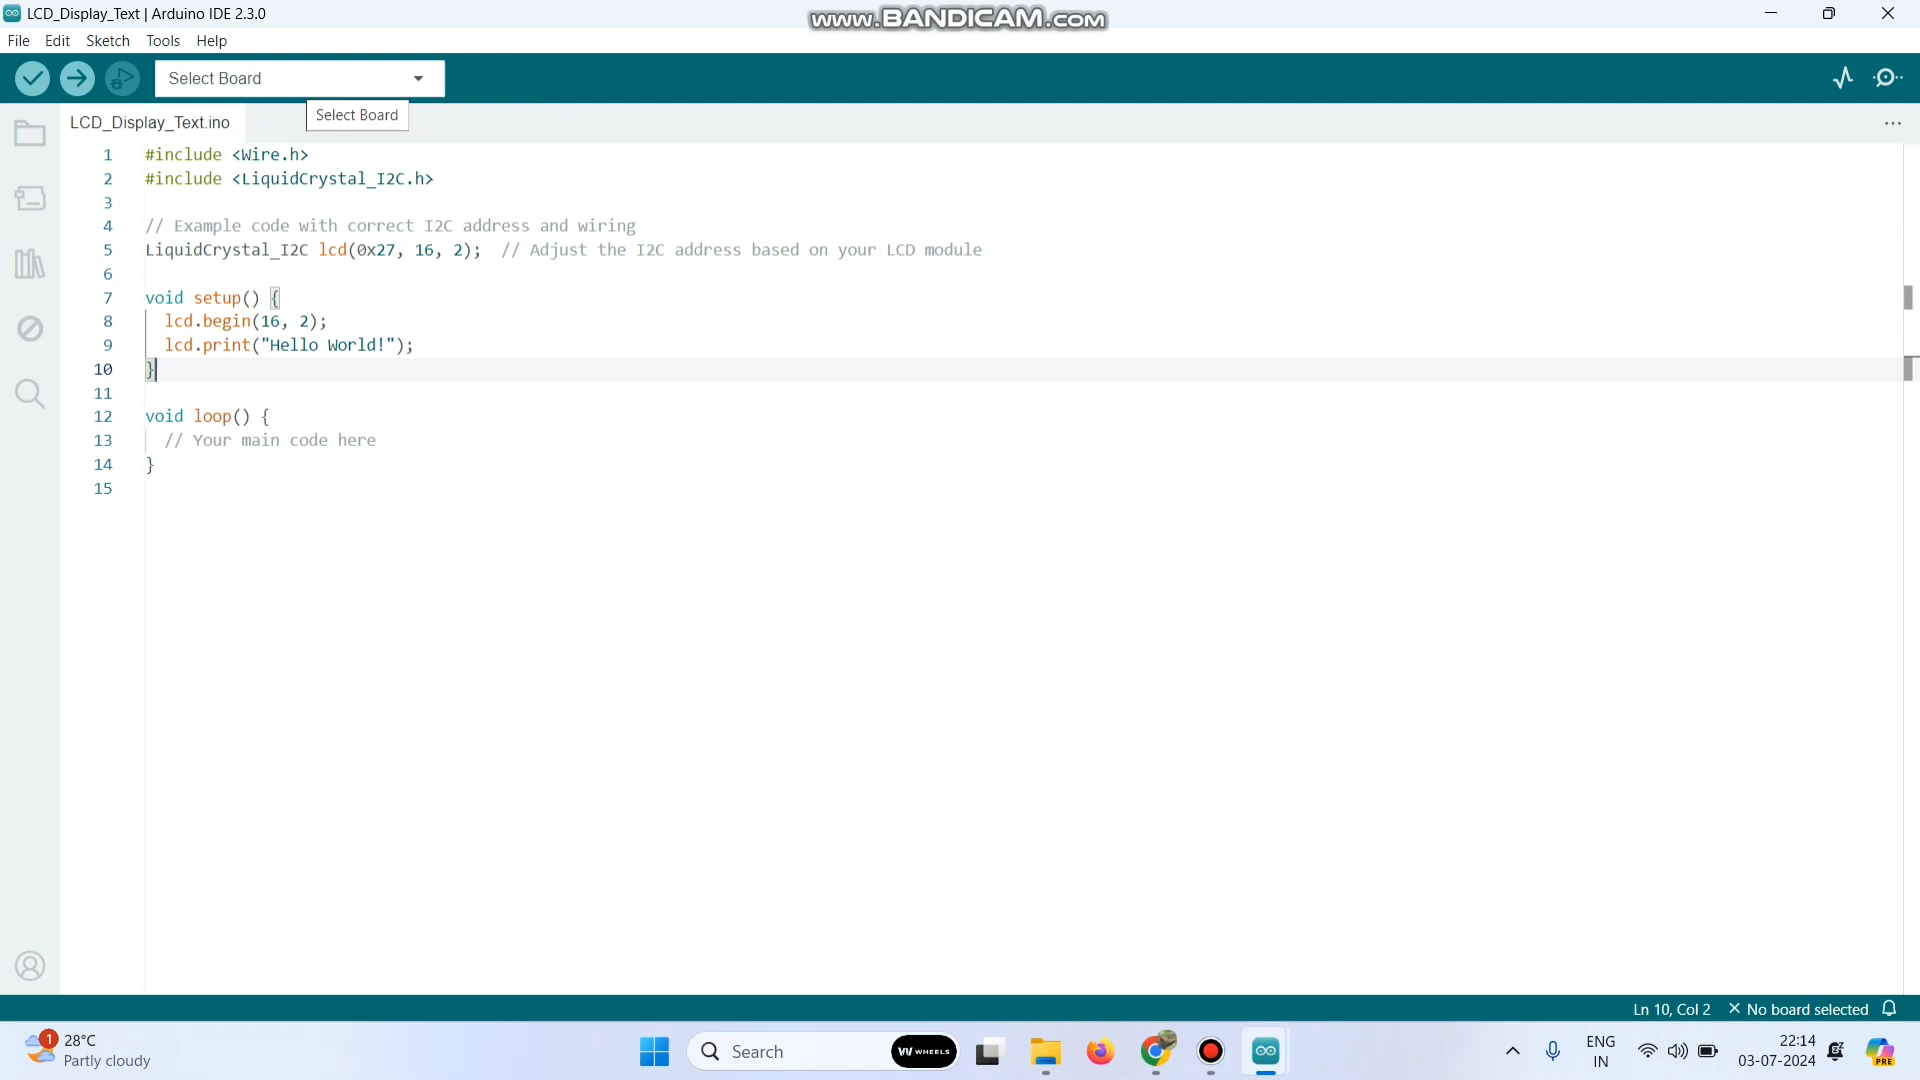 LCD_Display_Text | Arduino IDE 2.3.0
www.BANDICAM.COM
File Edit Sketch Tools Help
Select Board
Select Board
LCD_Display_Text.ino
1 #include <Wire.h>
2 #include <LiquidCrystal_I2C.h>
3
4 // Example code with correct I2C address and wiring
5 LiquidCrystal_I2C lcd(0x27, 16, 2); // Adjust the I2C address based on your LCD module
6
7 void setup() {
8 lcd.begin(16, 2);
9 lcd.print("Hello World!");
10 }
11
12 void loop() {
13 // Your main code here
14 }
15
Ln 10, Col 2 × No board selected
1 28°C
Partly cloudy
Search
WHEELS
ENG
IN
22:14
03-07-2024
PRE